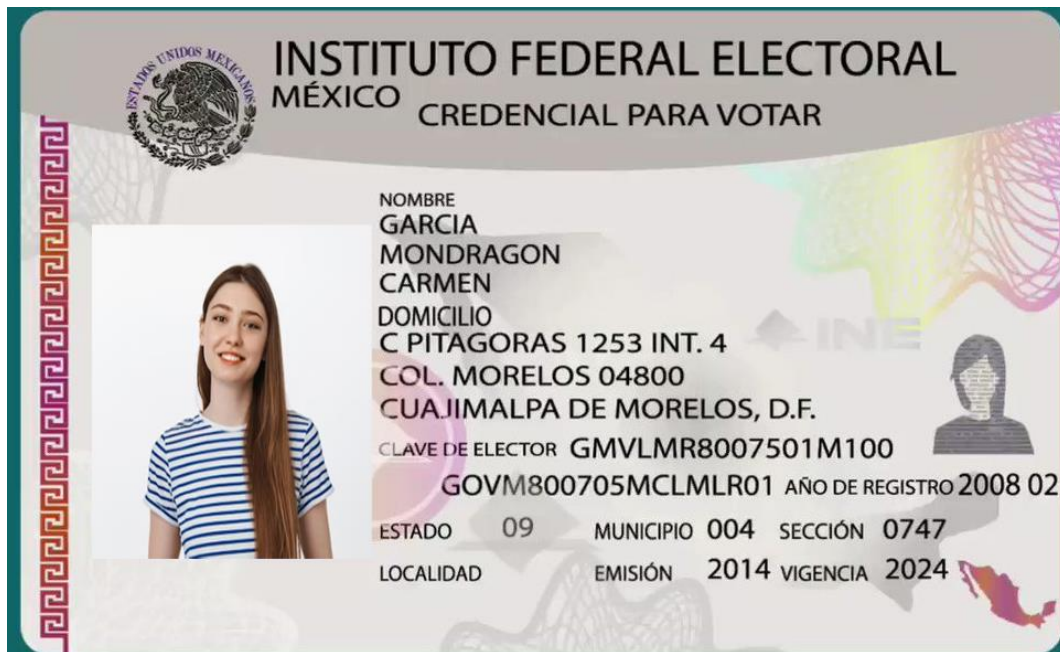 ESTADOS UNIDOS MEXICANOS
INSTITUTO FEDERAL ELECTORAL
MÉXICO
CREDENCIAL PARA VOTAR
NOMBRE
GARCIA
MONDRAGON
CARMEN
DOMICILIO
C PITAGORAS 1253 INT. 4
COL. MORELOS 04800
CUAJIMALPA DE MORELOS, D.F.
INE
CLAVE DE ELECTOR GMVLMR8007501M100
GOVM800705MCLMLR01 AÑO DE REGISTRO 2008 02
ESTADO 09 MUNICIPIO 004 SECCIÓN 0747
LOCALIDAD EMISIÓN 2014 VIGENCIA 2024